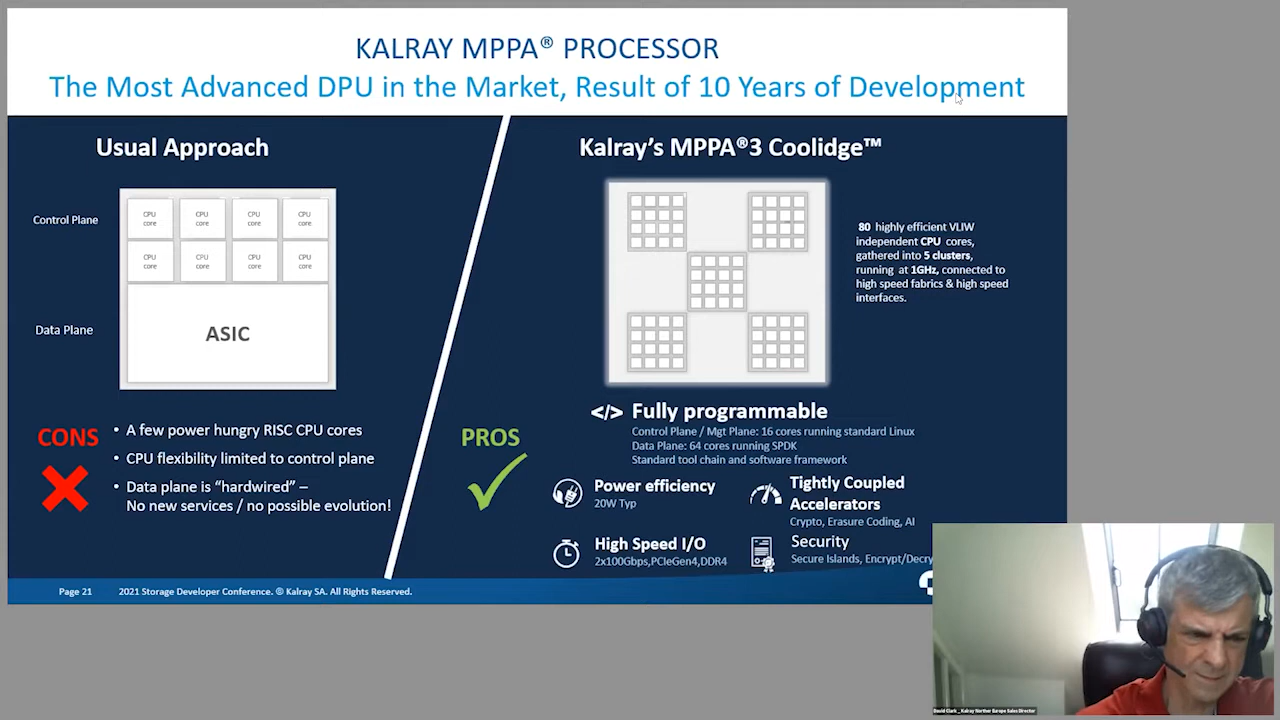 KALRAY MPPA® PROCESSOR
The Most Advanced DPU in the Market, Result of 10 Years of Development
Usual Approach
Control Plane
CPU core CPU core CPU core CPU core
CPU core CPU core CPU core CPU core
Data Plane
ASIC
CONS
• A few power hungry RISC CPU cores
• CPU flexibility limited to control plane
• Data plane is “hardwired” –
No new services / no possible evolution!
Kalray’s MPPA®3 Coolidge™
80 highly efficient VLIW
independent CPU cores,
gathered into 5 clusters,
running at 1GHz, connected to
high speed fabrics & high speed
interfaces.
PROS
</> Fully programmable
Control Plane / Mgt Plane: 16 cores running standard Linux
Data Plane: 64 cores running SPDK
Standard tool chain and software framework
Power efficiency
20W Typ
Tightly Coupled
Accelerators
Crypto, Erasure Coding, AI
High Speed I/O
2x100Gbps,PCIeGen4,DDR4
Security
Secure Islands, Encrypt/Decry
Page 21 2021 Storage Developer Conference. © Kalray SA. All Rights Reserved.
David Clark _ Kalray Norther Europe Sales Director